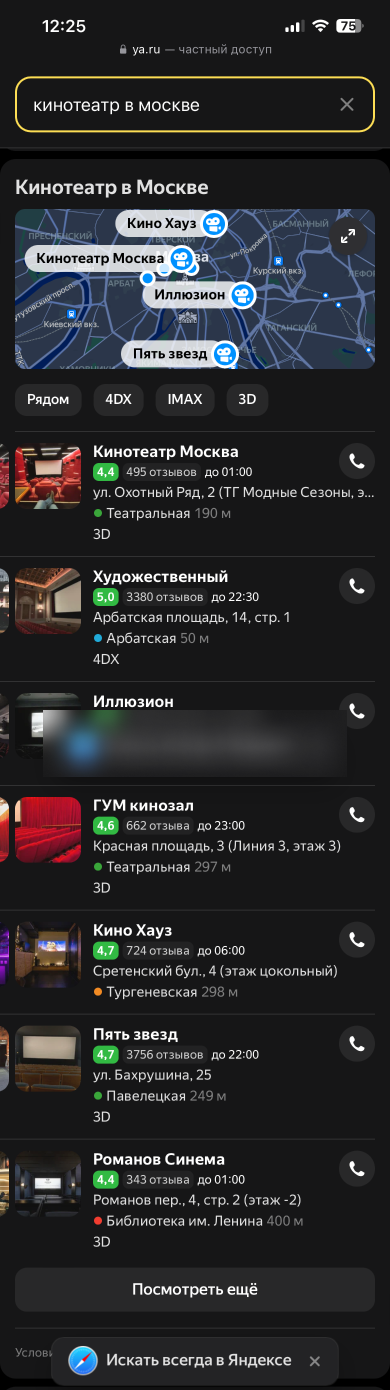 12:25
75
ya.ru — частный доступ
кинотеатр в москве
Кинотеатр в Москве
Кино Хауз
БАСМАННЫЙ
ПРЕСНЕНСКИЙ
ТВЕРСКОЙ
Кинотеатр Москва
ул. Покровка
Курский вкз.
АРБАТ
Иллюзион
Киевский вкз.
ТАГАНСКИЙ
Пять звезд
Рядом
4DX
IMAX
3D
Кинотеатр Москва
4,4 495 отзывов до 01:00
ул. Охотный Ряд, 2 (ТГ Модные Сезоны, э...
Театральная 190 м
3D
Художественный
5,0 3380 отзывов до 22:30
Арбатская площадь, 14, стр. 1
Арбатская 50 м
4DX
Иллюзион
ГУМ кинозал
4,6 662 отзыва до 23:00
Красная площадь, 3 (Линия 3, этаж 3)
Театральная 297 м
3D
Кино Хауз
4,7 724 отзыва до 06:00
Сретенский бул., 4 (этаж цокольный)
Тургеневская 298 м
Пять звезд
4,7 3756 отзывов до 22:00
ул. Бахрушина, 25
Павелецкая 249 м
3D
Романов Синема
4,4 343 отзыва до 01:00
Романов пер., 4, стр. 2 (этаж -2)
Библиотека им. Ленина 400 м
3D
Посмотреть ещё
Искать всегда в Яндексе